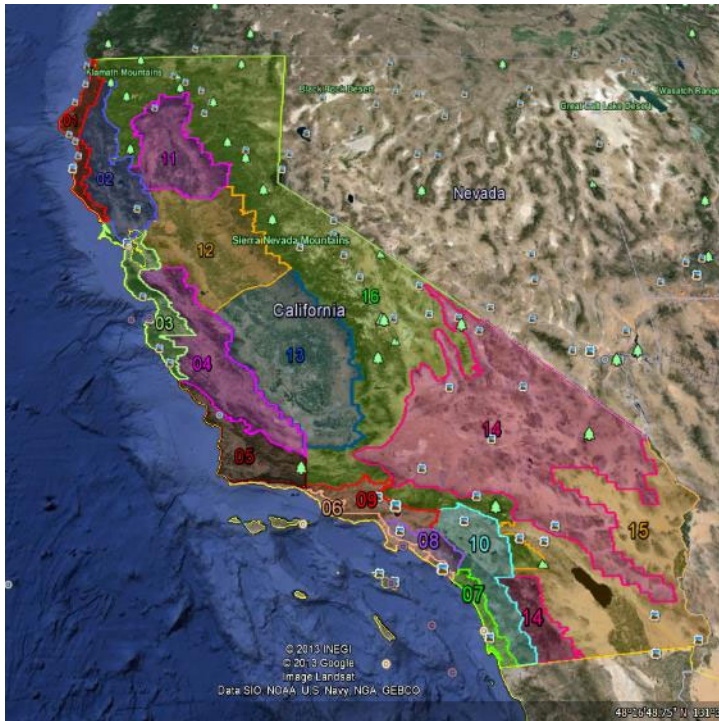 Klamath Mountains
Black Rock Desert
Wasatch Range
Great Salt Lake Desert
01
11
02
Nevada
12
Sierra Nevada Mountains
16
California
03
13
04
14
05
09
06
15
08
10
07
14
© 2013 INEGI
© 2013 Google
Image Landsat
Data SIO, NOAA, U.S. Navy, NGA, GEBCO